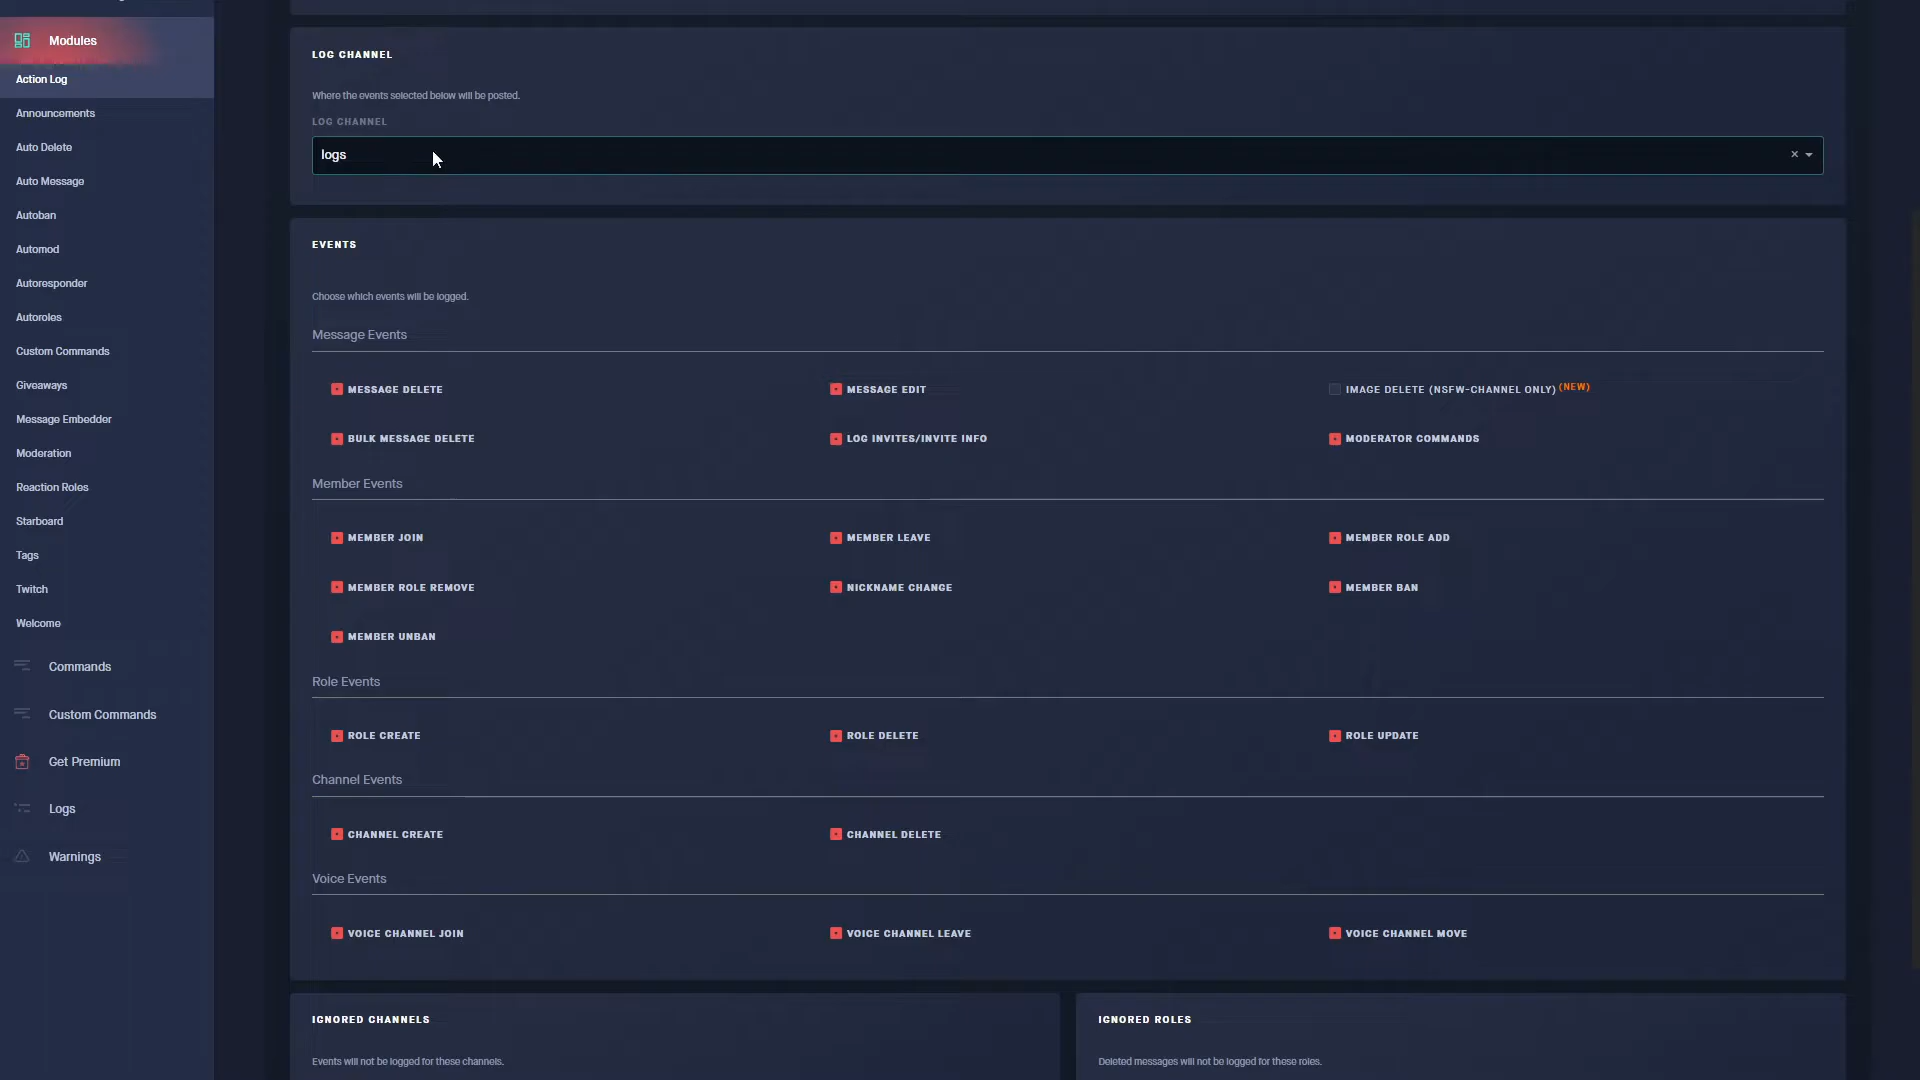 Modules
Action Log
Announcements
Auto Delete
Auto Message
Autoban
Automod
Autoresponder
Autoroles
Custom Commands
Giveaways
Message Embedder
Moderation
Reaction Roles
Starboard
Tags
Twitch
Welcome
Commands
Custom Commands
Get Premium
Logs
Warnings
LOG CHANNEL
Where the events selected below will be posted.
LOG CHANNEL
logs
EVENTS
Choose which events will be logged.
Message Events
MESSAGE DELETE
MESSAGE EDIT
IMAGE DELETE (NSFW-CHANNEL ONLY) (NEW)
BULK MESSAGE DELETE
LOG INVITES/INVITE INFO
MODERATOR COMMANDS
Member Events
MEMBER JOIN
MEMBER LEAVE
MEMBER ROLE ADD
MEMBER ROLE REMOVE
NICKNAME CHANGE
MEMBER BAN
MEMBER UNBAN
Role Events
ROLE CREATE
ROLE DELETE
ROLE UPDATE
Channel Events
CHANNEL CREATE
CHANNEL DELETE
Voice Events
VOICE CHANNEL JOIN
VOICE CHANNEL LEAVE
VOICE CHANNEL MOVE
IGNORED CHANNELS
Events will not be logged for these channels.
IGNORED ROLES
Deleted messages will not be logged for these roles.